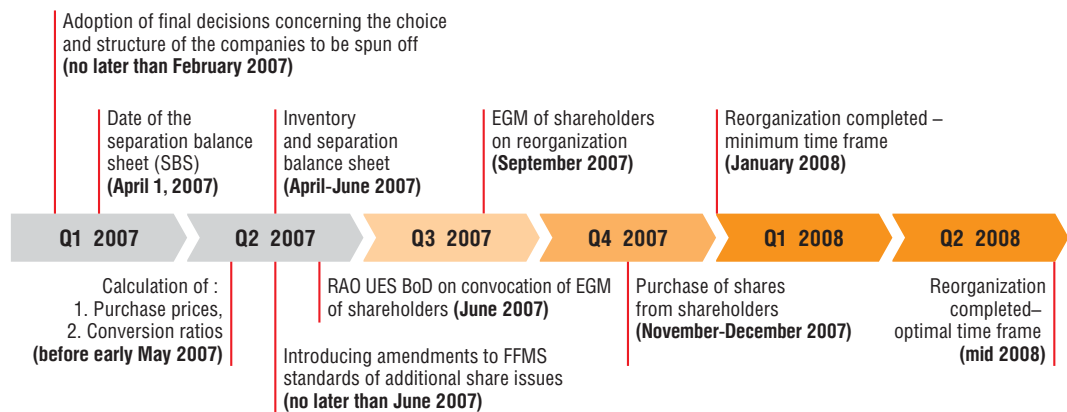 Adoption of final decisions concerning the choice
and structure of the companies to be spun off
(no later than February 2007)
Date of the
separation balance
sheet (SBS)
(April 1, 2007)
Inventory
and separation
balance sheet
(April-June 2007)
EGM of shareholders
on reorganization
(September 2007)
Reorganization completed –
minimum time frame
(January 2008)
Q1 2007
Q2 2007
Q3 2007
Q4 2007
Q1 2008
Q2 2008
Calculation of :
1. Purchase prices,
2. Conversion ratios
(before early May 2007)
RAO UES BoD on convocation of EGM
of shareholders (June 2007)
Introducing amendments to FFMS
standards of additional share issues
(no later than June 2007)
Purchase of shares
from shareholders
(November-December 2007)
Reorganization
completed–
optimal time frame
(mid 2008)